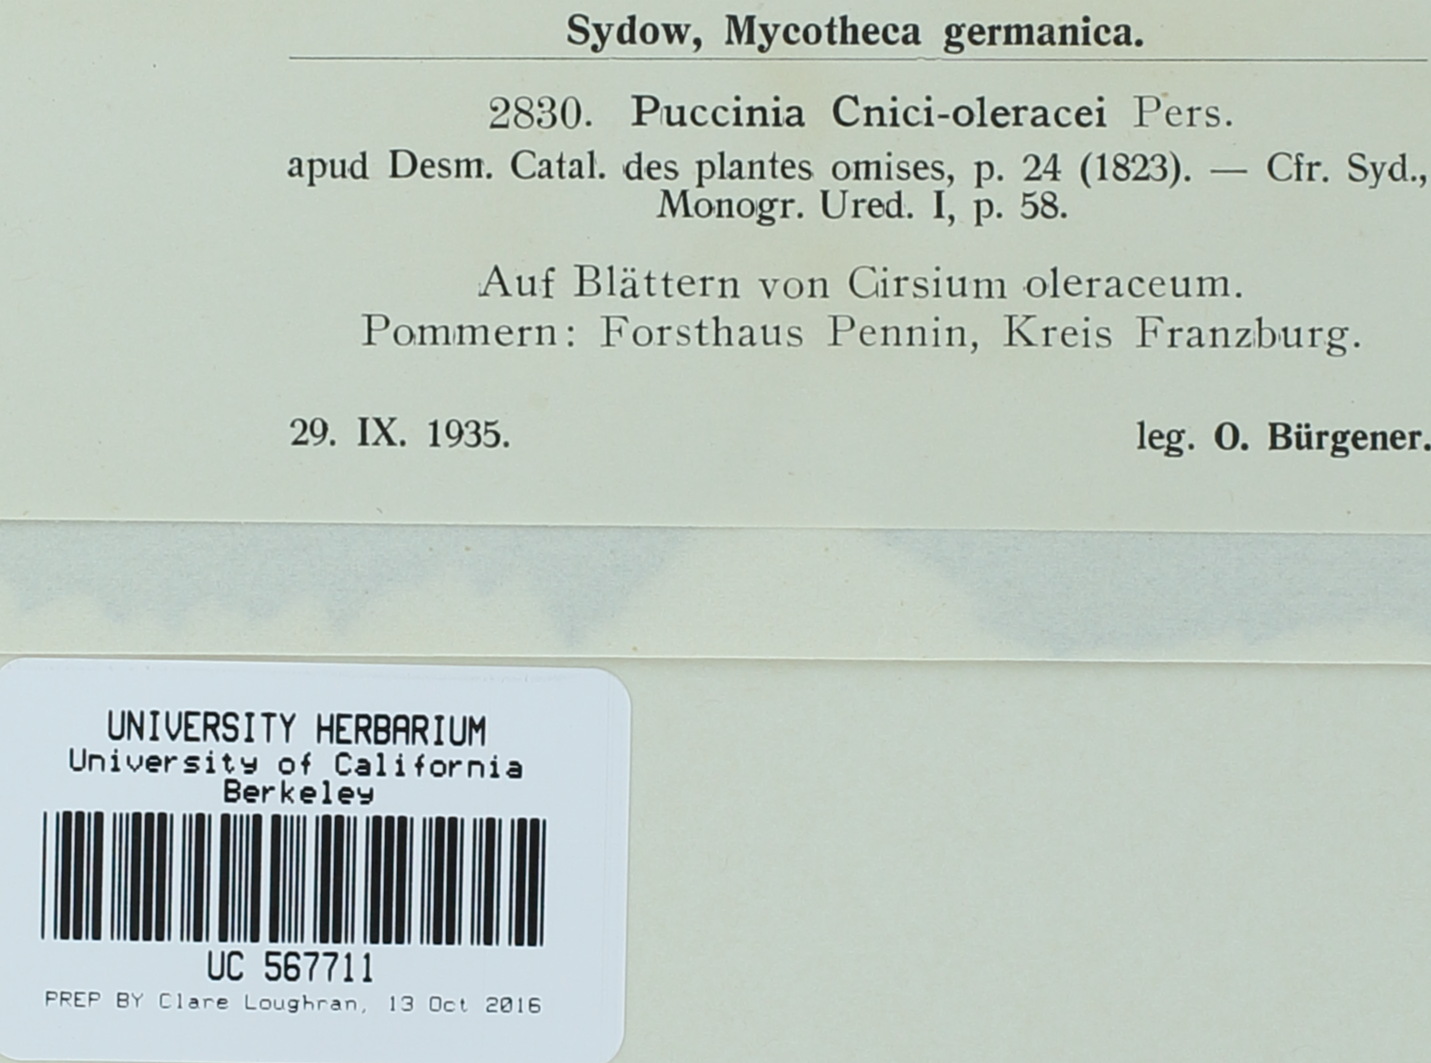 Sydow, Mycotheca germanica.
2830. Puccinia Cnici-oleracei Pers.
apud Desm. Catal. des plantes omises, p. 24 (1823). — Cfr. Syd.,
Monogr. Ured. I, p. 58.
Auf Blättern von Cirsium oleraceum.
Pommern: Forsthaus Pennin, Kreis Franzburg.
29. IX. 1935. leg. O. Bürgener.
UNIVERSITY HERBARIUM
University of California
Berkeley
UC 567711
PREP BY Clare Loughran, 13 Oct 2016